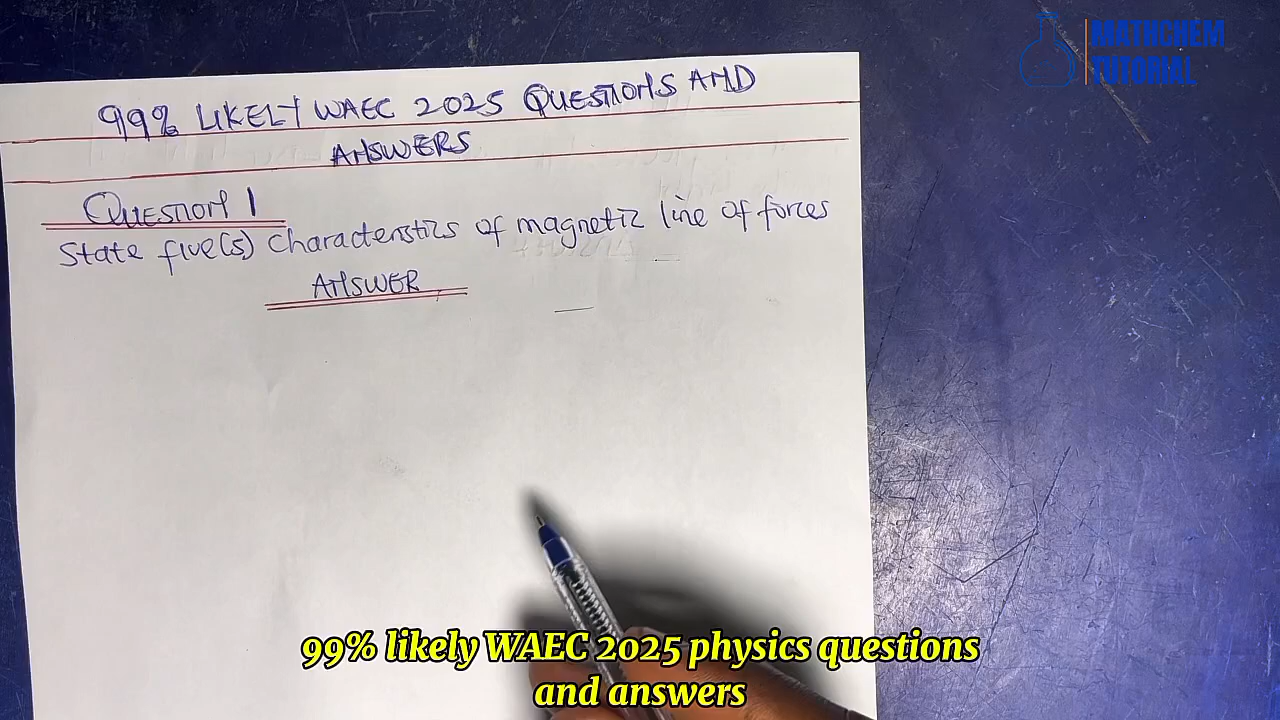 99% LIKELY WAEC 2025 QUESTIONS AND
ANSWERS
QUESTION 1
State five(s) characteristics of magnetic line of forces
ANSWER
MATHCHEM
TUTORIAL
99% likely WAEC 2025 physics questions
and answers